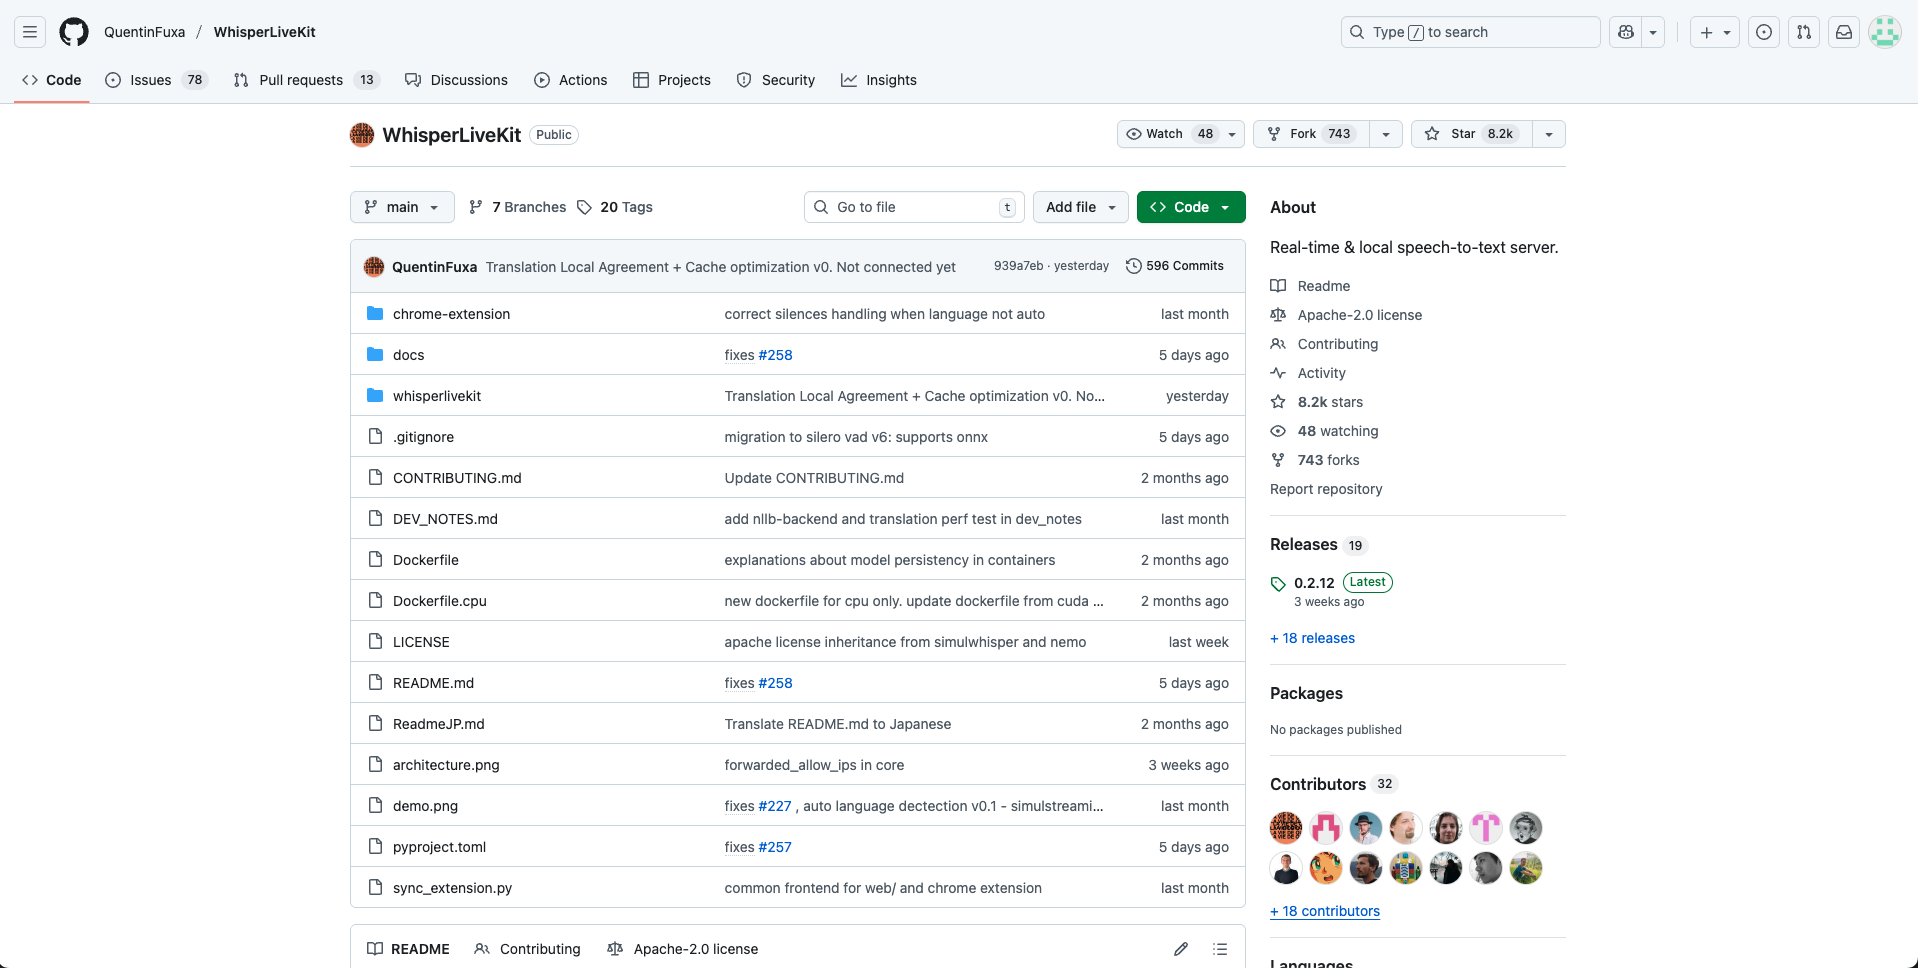 QuentinFuxa / WhisperLiveKit
Type / to search
Code
Issues 78
Pull requests 13
Discussions
Actions
Projects
Security
Insights
WhisperLiveKit Public
Watch 48
Fork 743
Star 8.2k
main
7 Branches
20 Tags
Go to file t
Add file
Code
QuentinFuxa Translation Local Agreement + Cache optimization v0. Not connected yet 939a7eb · yesterday 596 Commits
chrome-extension correct silences handling when language not auto last month
docs fixes #258 5 days ago
whisperlivekit Translation Local Agreement + Cache optimization v0. No... yesterday
.gitignore migration to silero vad v6: supports onnx 5 days ago
CONTRIBUTING.md Update CONTRIBUTING.md 2 months ago
DEV_NOTES.md add nllb-backend and translation perf test in dev_notes last month
Dockerfile explanations about model persistency in containers 2 months ago
Dockerfile.cpu new dockerfile for cpu only. update dockerfile from cuda ... 2 months ago
LICENSE apache license inheritance from simulwhisper and nemo last week
README.md fixes #258 5 days ago
ReadmeJP.md Translate README.md to Japanese 2 months ago
architecture.png forwarded_allow_ips in core 3 weeks ago
demo.png fixes #227 , auto language dectection v0.1 - simulstreami... last month
pyproject.toml fixes #257 5 days ago
sync_extension.py common frontend for web/ and chrome extension last month
README
Contributing
Apache-2.0 license
About
Real-time & local speech-to-text server.
Readme
Apache-2.0 license
Contributing
Activity
8.2k stars
48 watching
743 forks
Report repository
Releases 19
0.2.12 Latest
3 weeks ago
+ 18 releases
Packages
No packages published
Contributors 32
+ 18 contributors
Languages